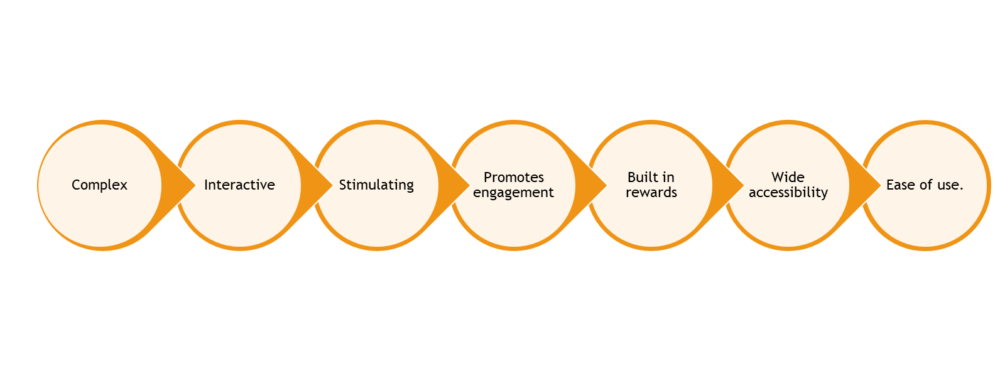 Complex
Interactive
Stimulating
Promotes
engagement
Built in
rewards
Wide
accessibility
Ease of use.